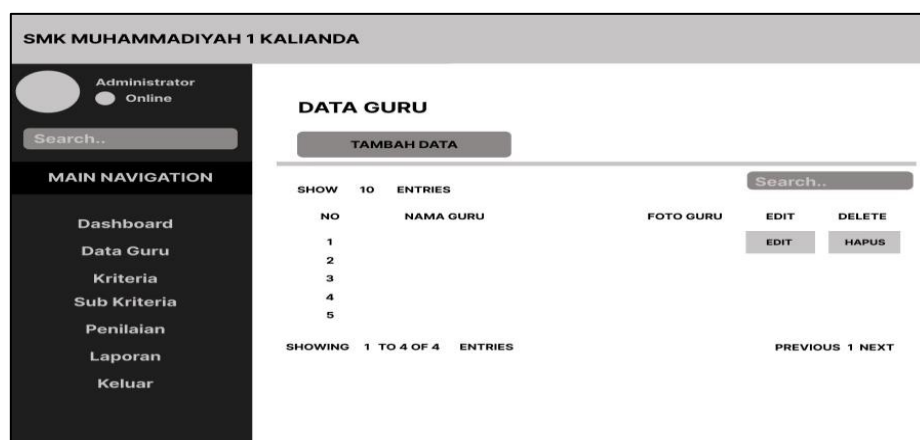 SMK MUHAMMADIYAH 1 KALIANDA
Administrator
Online
Search..
MAIN NAVIGATION
Dashboard
Data Guru
Kriteria
Sub Kriteria
Penilaian
Laporan
Keluar
DATA GURU
TAMBAH DATA
SHOW 10 ENTRIES
Search..
NO NAMA GURU FOTO GURU EDIT DELETE
1 EDIT HAPUS
2
3
4
5
SHOWING 1 TO 4 OF 4 ENTRIES PREVIOUS 1 NEXT